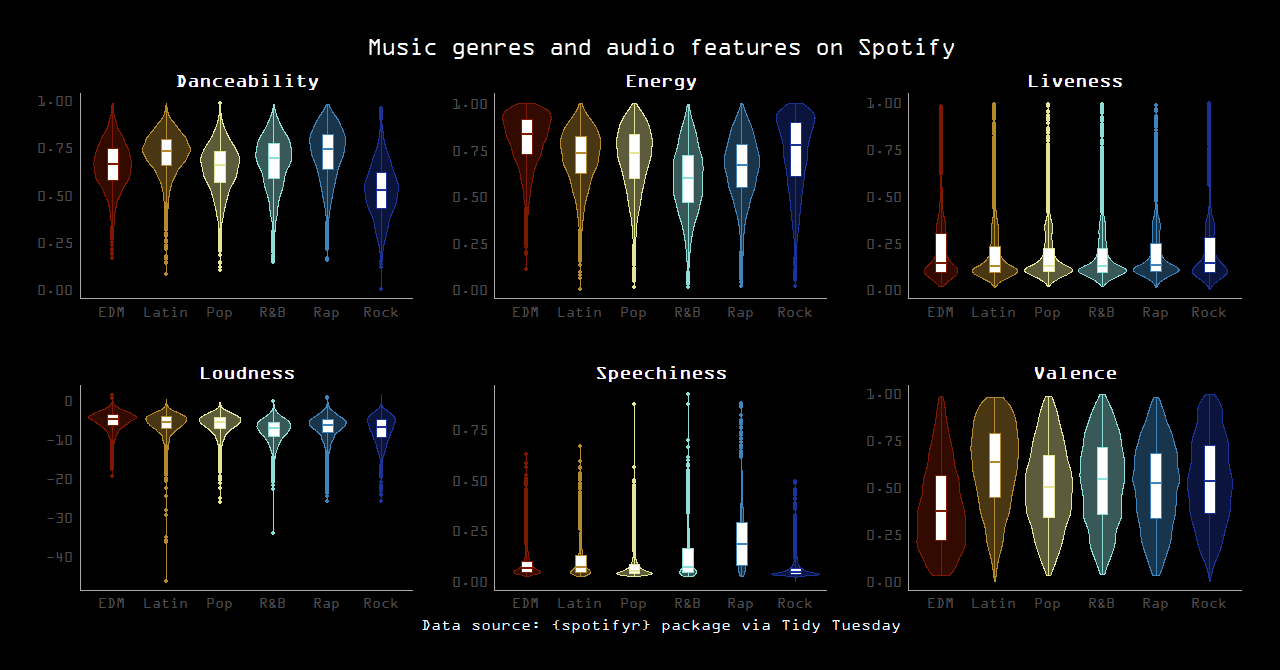 Music genres and audio features on Spotify
Danceability
Energy
Liveness
1.00
0.75
0.50
0.25
0.00
EDM Latin Pop R&B Rap Rock
1.00
0.75
0.50
0.25
0.00
EDM Latin Pop R&B Rap Rock
1.00
0.75
0.50
0.25
0.00
EDM Latin Pop R&B Rap Rock
Loudness
Speechiness
Valence
0
-10
-20
-30
-40
EDM Latin Pop R&B Rap Rock
0.75
0.50
0.25
0.00
EDM Latin Pop R&B Rap Rock
1.00
0.75
0.50
0.25
0.00
EDM Latin Pop R&B Rap Rock
Data source: {spotifyr} package via Tidy Tuesday